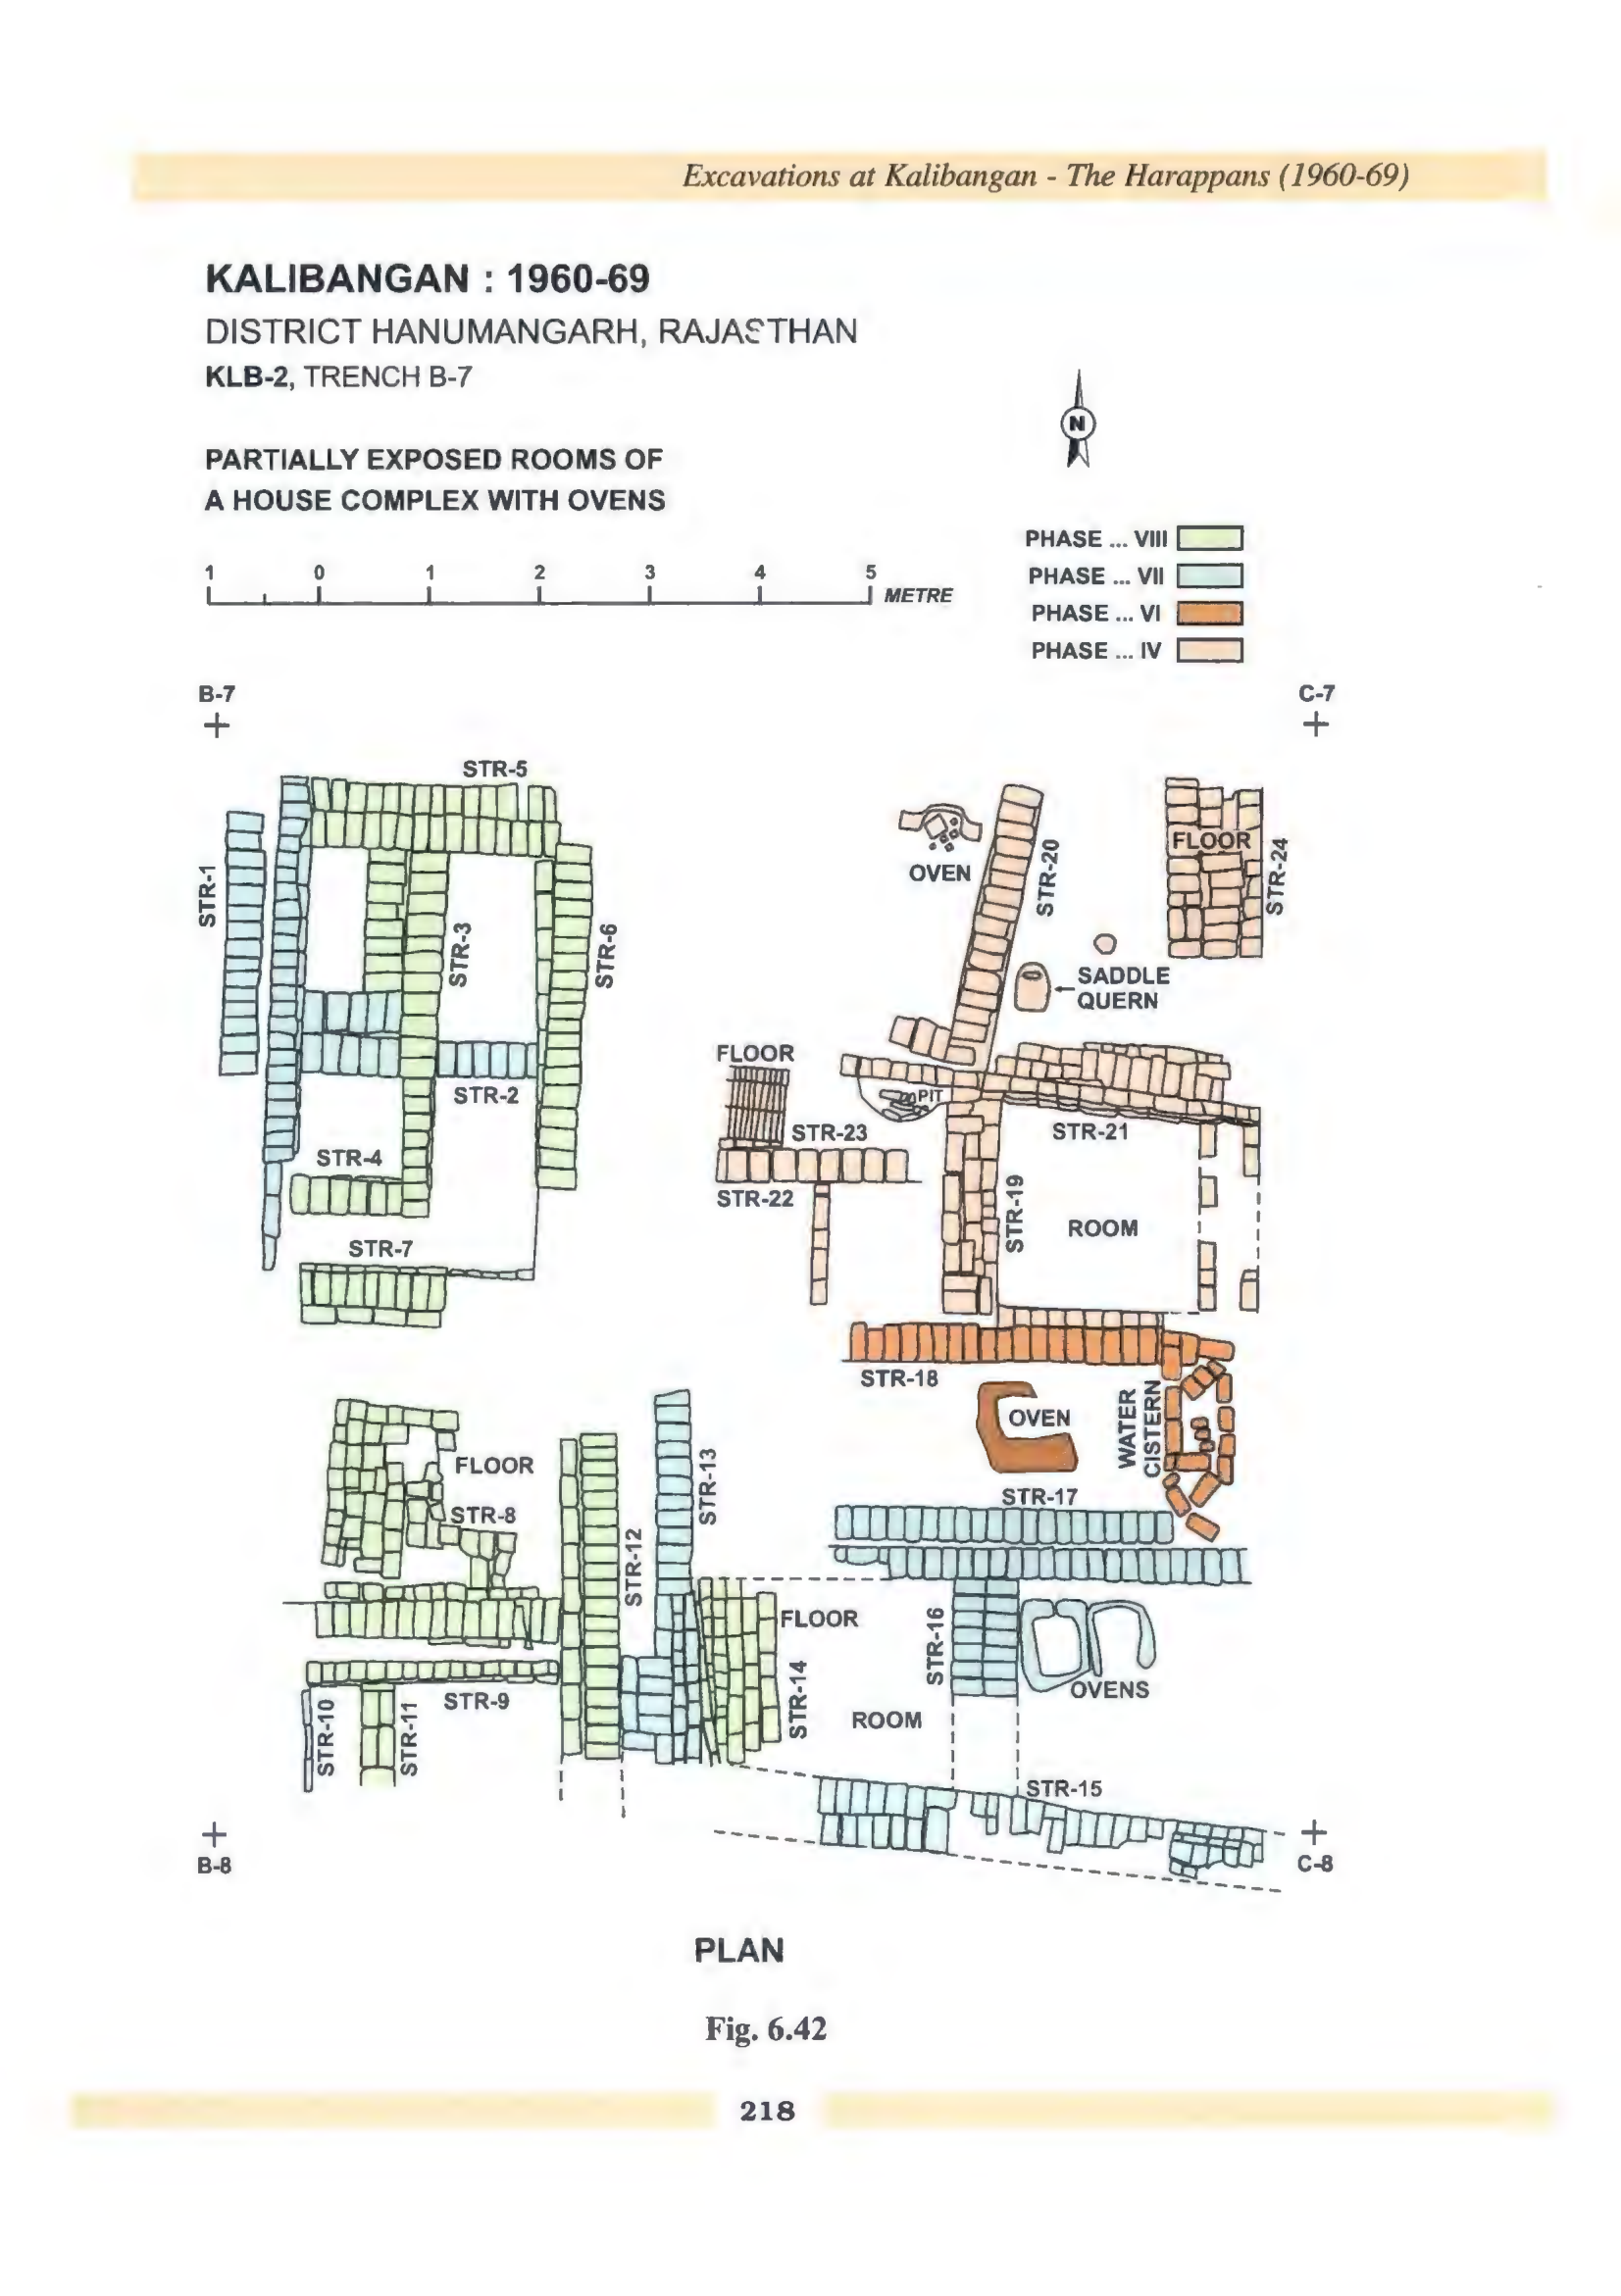 Excavations at Kalibangan - The Harappans (1960-69)
KALIBANGAN : 1960-69
DISTRICT HANUMANGARH, RAJASTHAN
KLB-2, TRENCH B-7
N
PARTIALLY EXPOSED ROOMS OF
A HOUSE COMPLEX WITH OVENS
PHASE ... VIII
PHASE ... VII
PHASE ... VI
PHASE ... IV
1 0 1 2 3 4 5 METRE
B-7
C-7
STR-5
STR-1
STR-3
STR-6
STR-2
STR-4
STR-7
OVEN
STR-20
FLOOR
STR-24
SADDLE
QUERN
FLOOR
PIT
STR-23
STR-21
STR-22
STR-19
ROOM
STR-18
OVEN
WATER
CISTERN
STR-17
FLOOR
STR-8
STR-13
STR-12
FLOOR
STR-14
STR-16
OVENS
ROOM
STR-9
STR-10
STR-11
STR-15
B-8
C-8
PLAN
Fig. 6.42
218